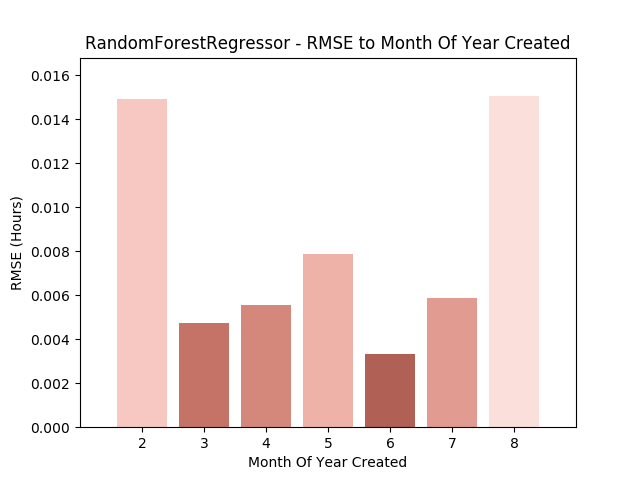 RandomForestRegressor - RMSE to Month Of Year Created
0.016
0.014
0.012
0.010
0.008
0.006
0.004
0.002
0.000
RMSE (Hours)
2 3 4 5 6 7 8
Month Of Year Created